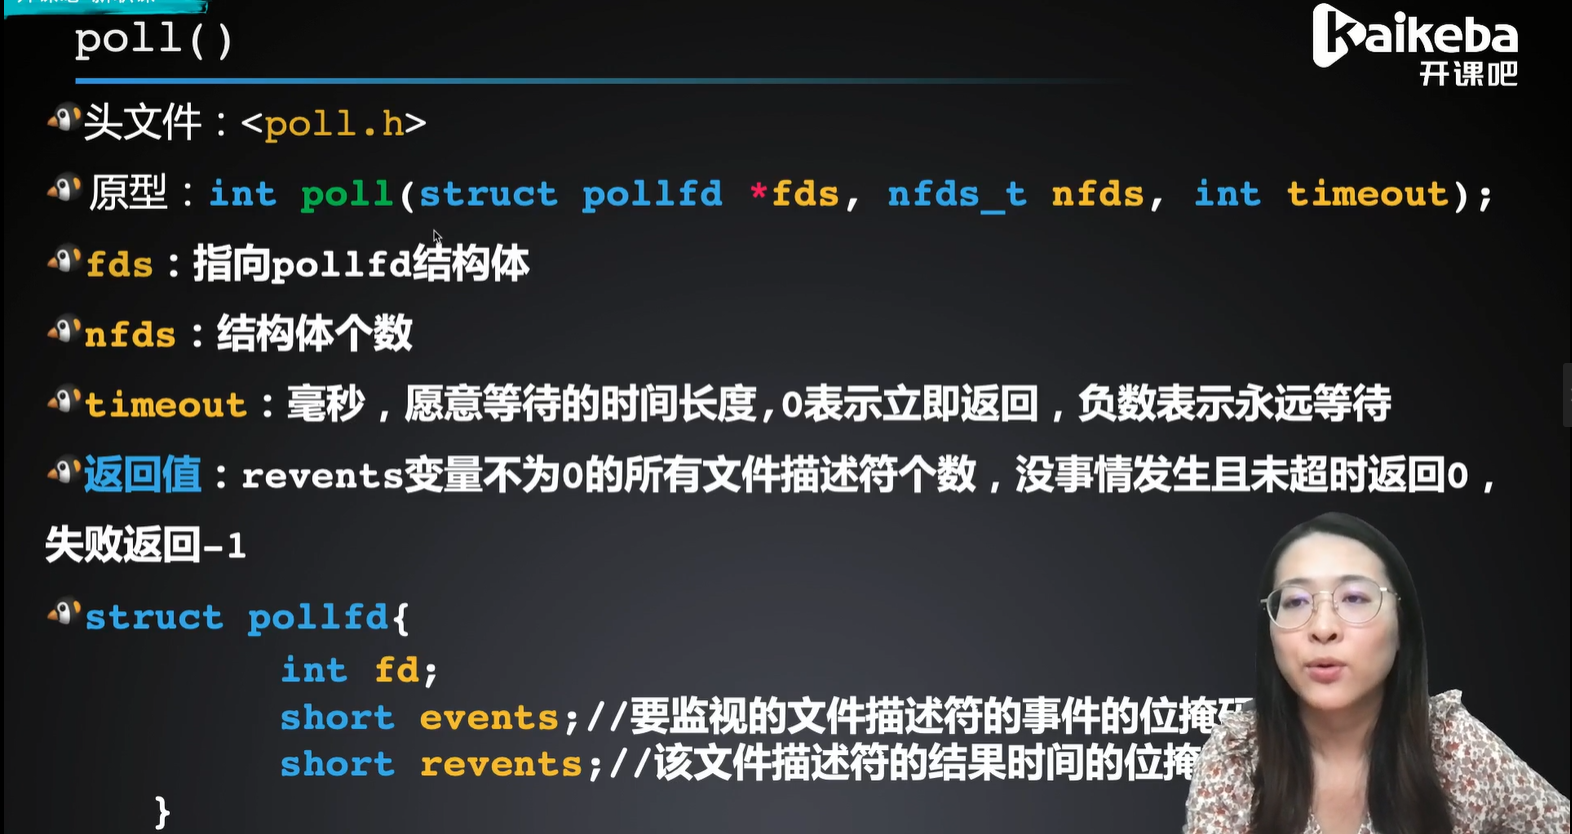 poll()
Kaikeba
开课吧
头文件：<poll.h>
原型：int poll(struct pollfd *fds, nfds_t nfds, int timeout);
fds：指向pollfd结构体
nfds：结构体个数
timeout：毫秒，愿意等待的时间长度,0表示立即返回，负数表示永远等待
返回值：revents变量不为0的所有文件描述符个数，没事情发生且未超时返回0，
失败返回-1
struct pollfd{
int fd;
short events;//要监视的文件描述符的事件的位掩
short revents;//该文件描述符的结果时间的位掩
}